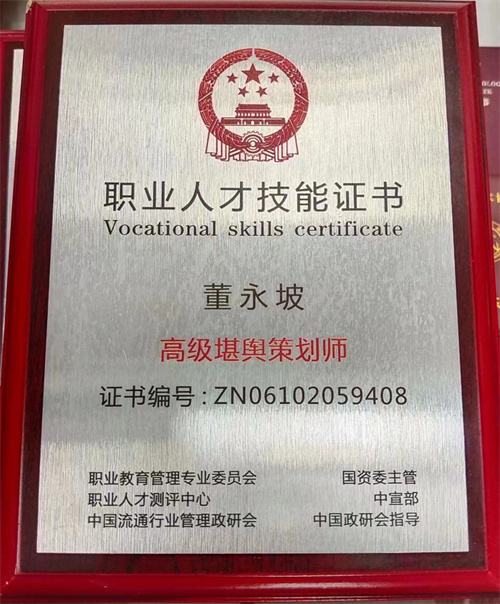 职业人才技能证书
Vocational skills certificate
董永坡
高级堪舆策划师
证书编号：ZN06102059408
职业教育管理专业委员会 国资委主管
职业人才测评中心 中宣部
中国流通行业管理政研会 中国政研会指导